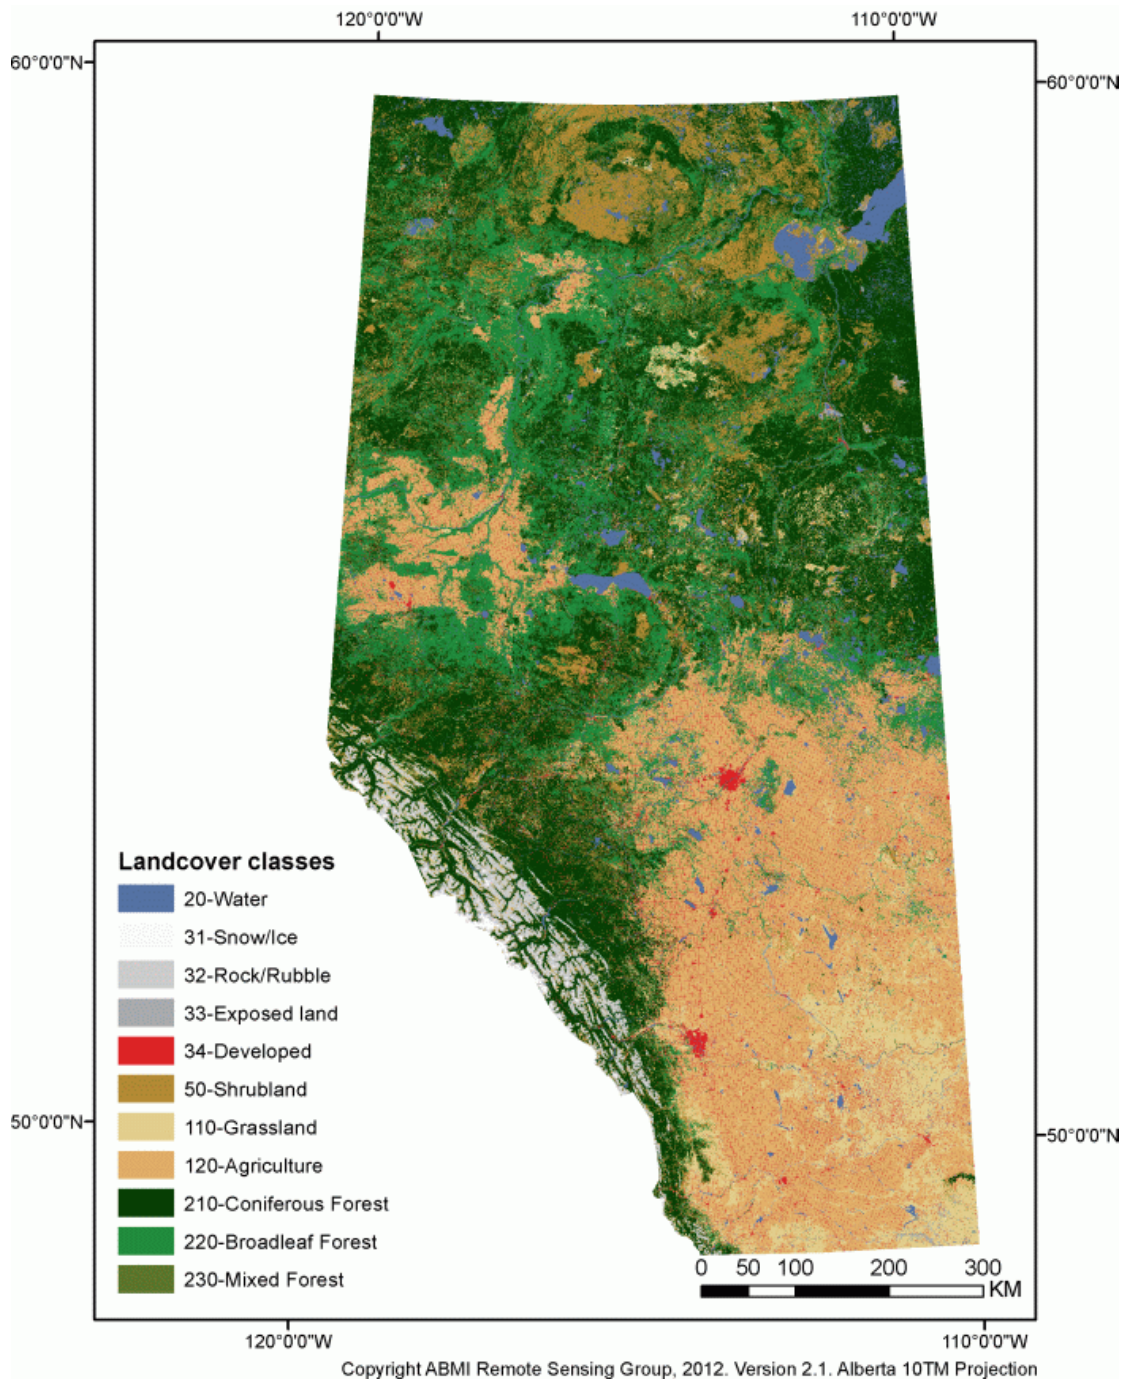 120°0'0"W 110°0'0"W
60°0'0"N
60°0'0"N
Landcover classes
20-Water
31-Snow/Ice
32-Rock/Rubble
33-Exposed land
34-Developed
50-Shrubland
110-Grassland
120-Agriculture
210-Coniferous Forest
220-Broadleaf Forest
230-Mixed Forest
50°0'0"N
50°0'0"N
0 50 100 200 300
KM
120°0'0"W 110°0'0"W
Copyright ABMI Remote Sensing Group, 2012. Version 2.1. Alberta 10TM Projection